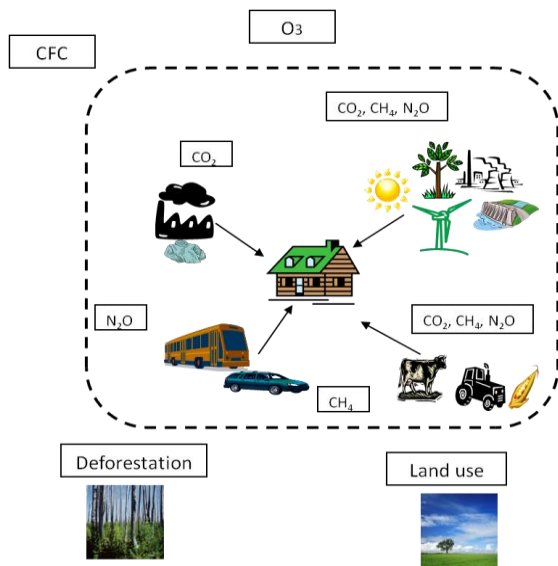 O₃
CFC
CO₂, CH₄, N₂O
CO₂
N₂O
CO₂, CH₄, N₂O
CH₄
Deforestation
Land use